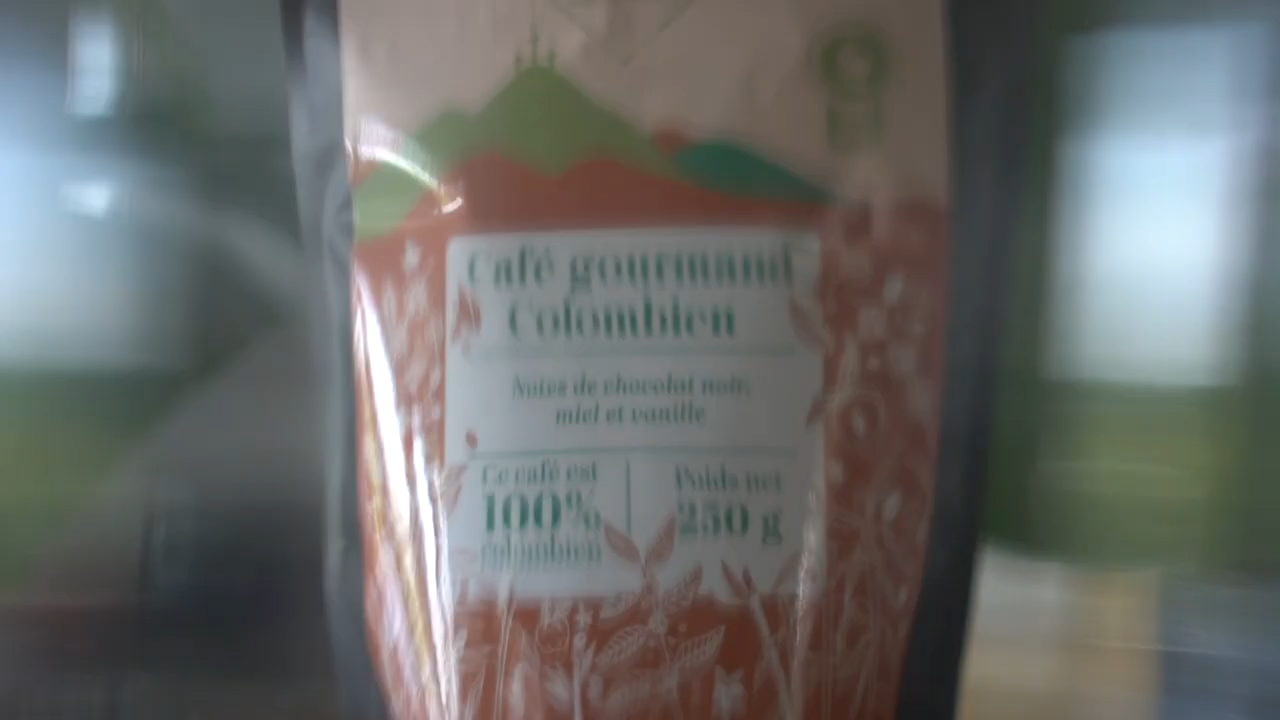 Café gourmand
Colombien
Notes de chocolat noir,
miel et vanille
Ce café est
100%
colombien
Poids net
250 g